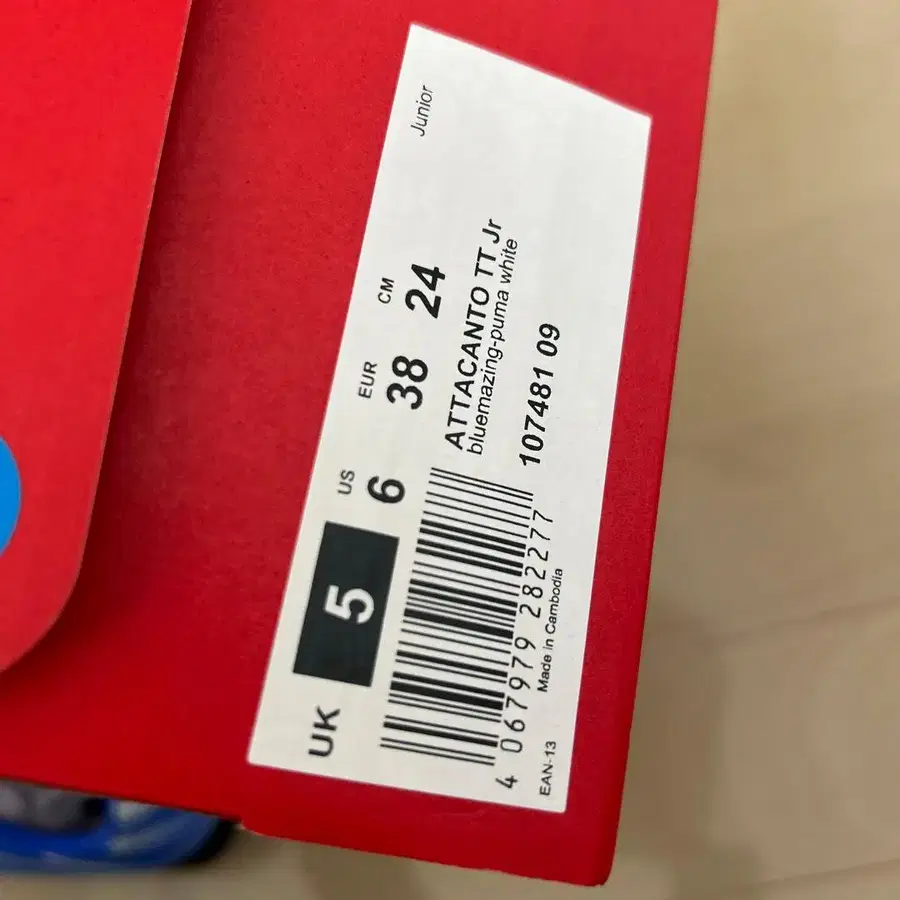 Junior
UK 5
US 6
EUR 38
CM 24
ATTACANTO TT Jr
bluemazing-puma white
107481 09
4 067979 282277
Made in Cambodia
EAN-13